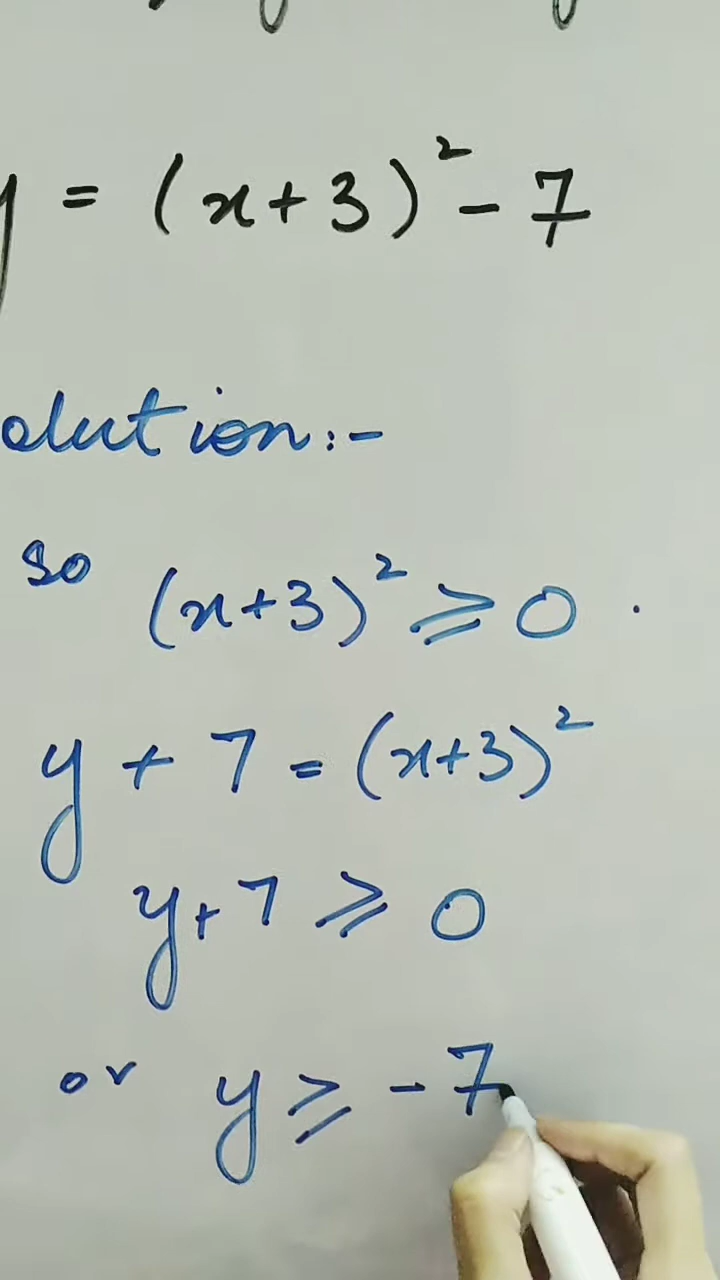 y = (x+3)² - 7
olution:-
so (x+3)² ⩾ 0 .
y + 7 = (x+3)²
y+7 ⩾ 0
or y ⩾ -7